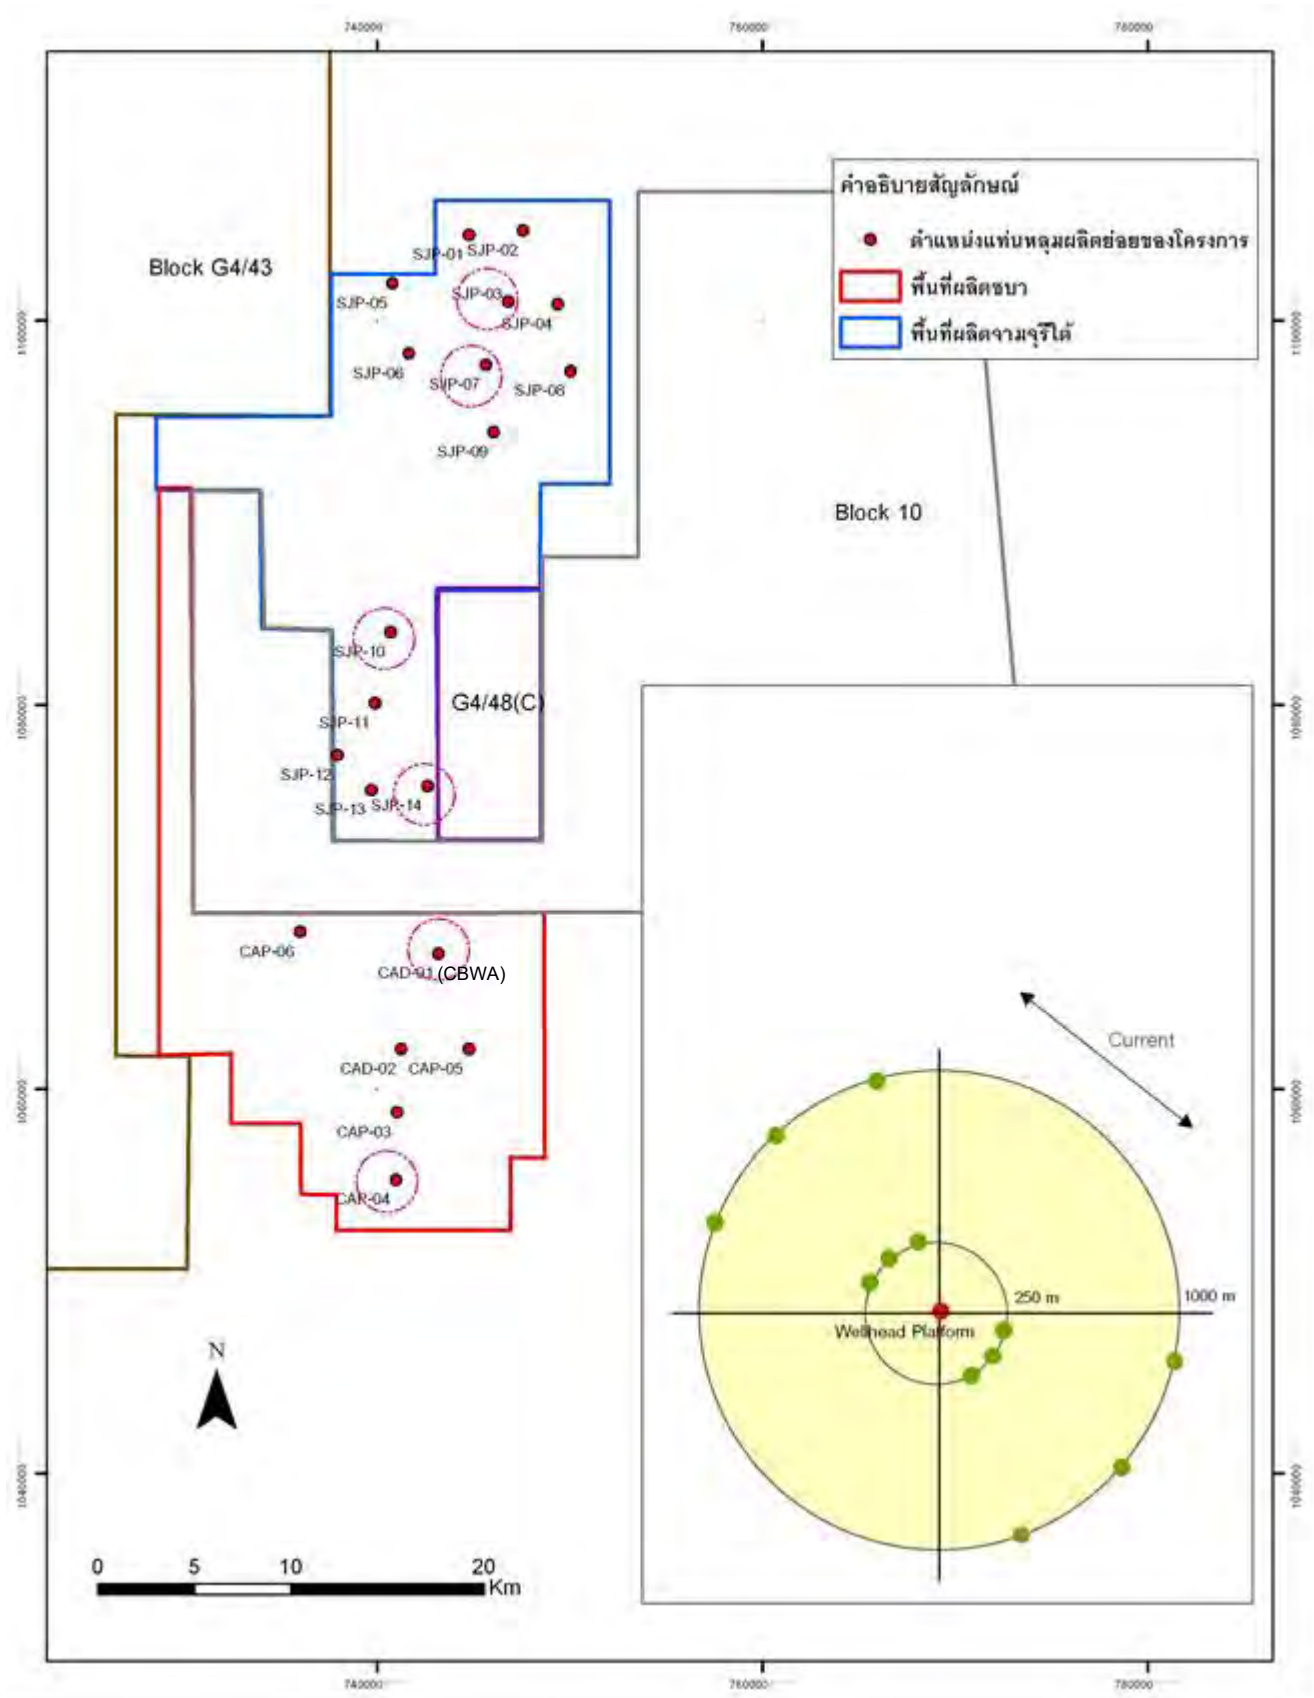 740000 760000 780000
คำอธิบายสัญลักษณ์
ตำแหน่งแท่นหลุมผลิตย่อยของโครงการ
พื้นที่ผลิตชบา
พื้นที่ผลิตจามจุรีใต้
Block G4/43
SJP-01
SJP-02
SJP-05
SJP-03
SJP-04
SJP-06
SJP-07
SJP-08
SJP-09
Block 10
SJP-10
G4/48(C)
SJP-11
SJP-12
SJP-13
SJP-14
CAP-06
CAD-01 (CBWA)
CAD-02
CAP-05
CAP-03
CAP-04
Current
250 m
1000 m
Wellhead Platform
N
0 5 10 20
Km
1080000
1080000
1060000
1060000
1040000
1040000
740000 760000 780000